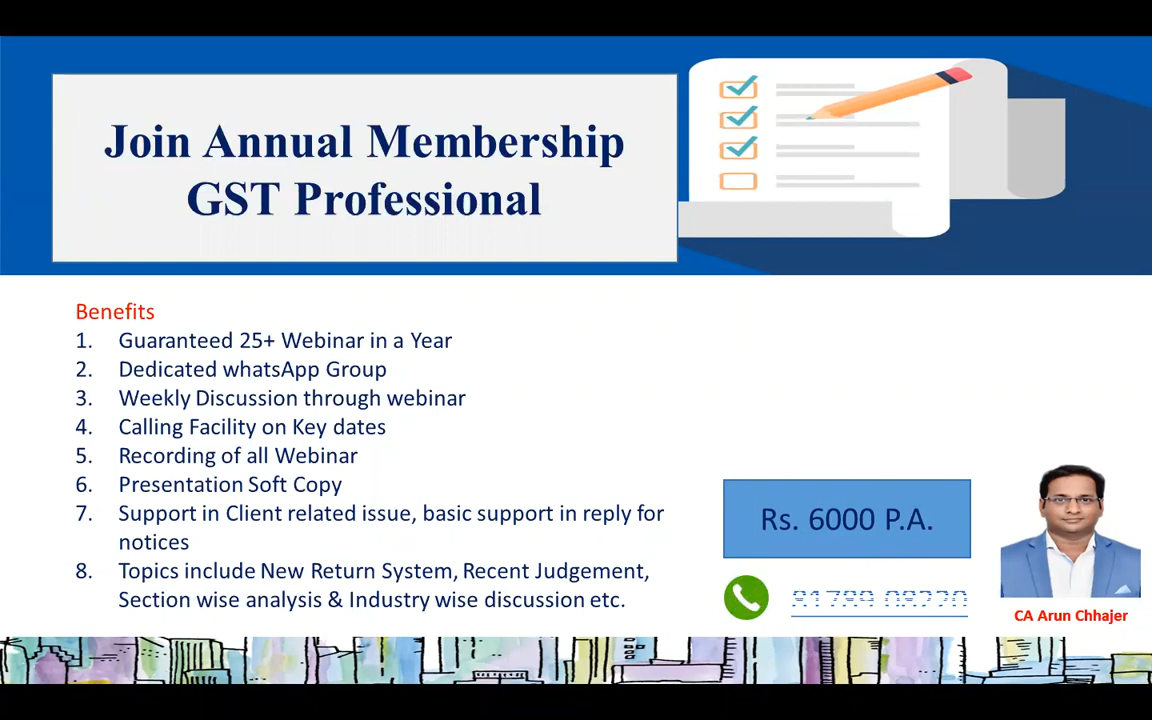 Join Annual Membership
GST Professional
Benefits
1. Guaranteed 25+ Webinar in a Year
2. Dedicated whatsApp Group
3. Weekly Discussion through webinar
4. Calling Facility on Key dates
5. Recording of all Webinar
6. Presentation Soft Copy
7. Support in Client related issue, basic support in reply for
notices
8. Topics include New Return System, Recent Judgement,
Section wise analysis & Industry wise discussion etc.
Rs. 6000 P.A.
CA Arun Chhajer